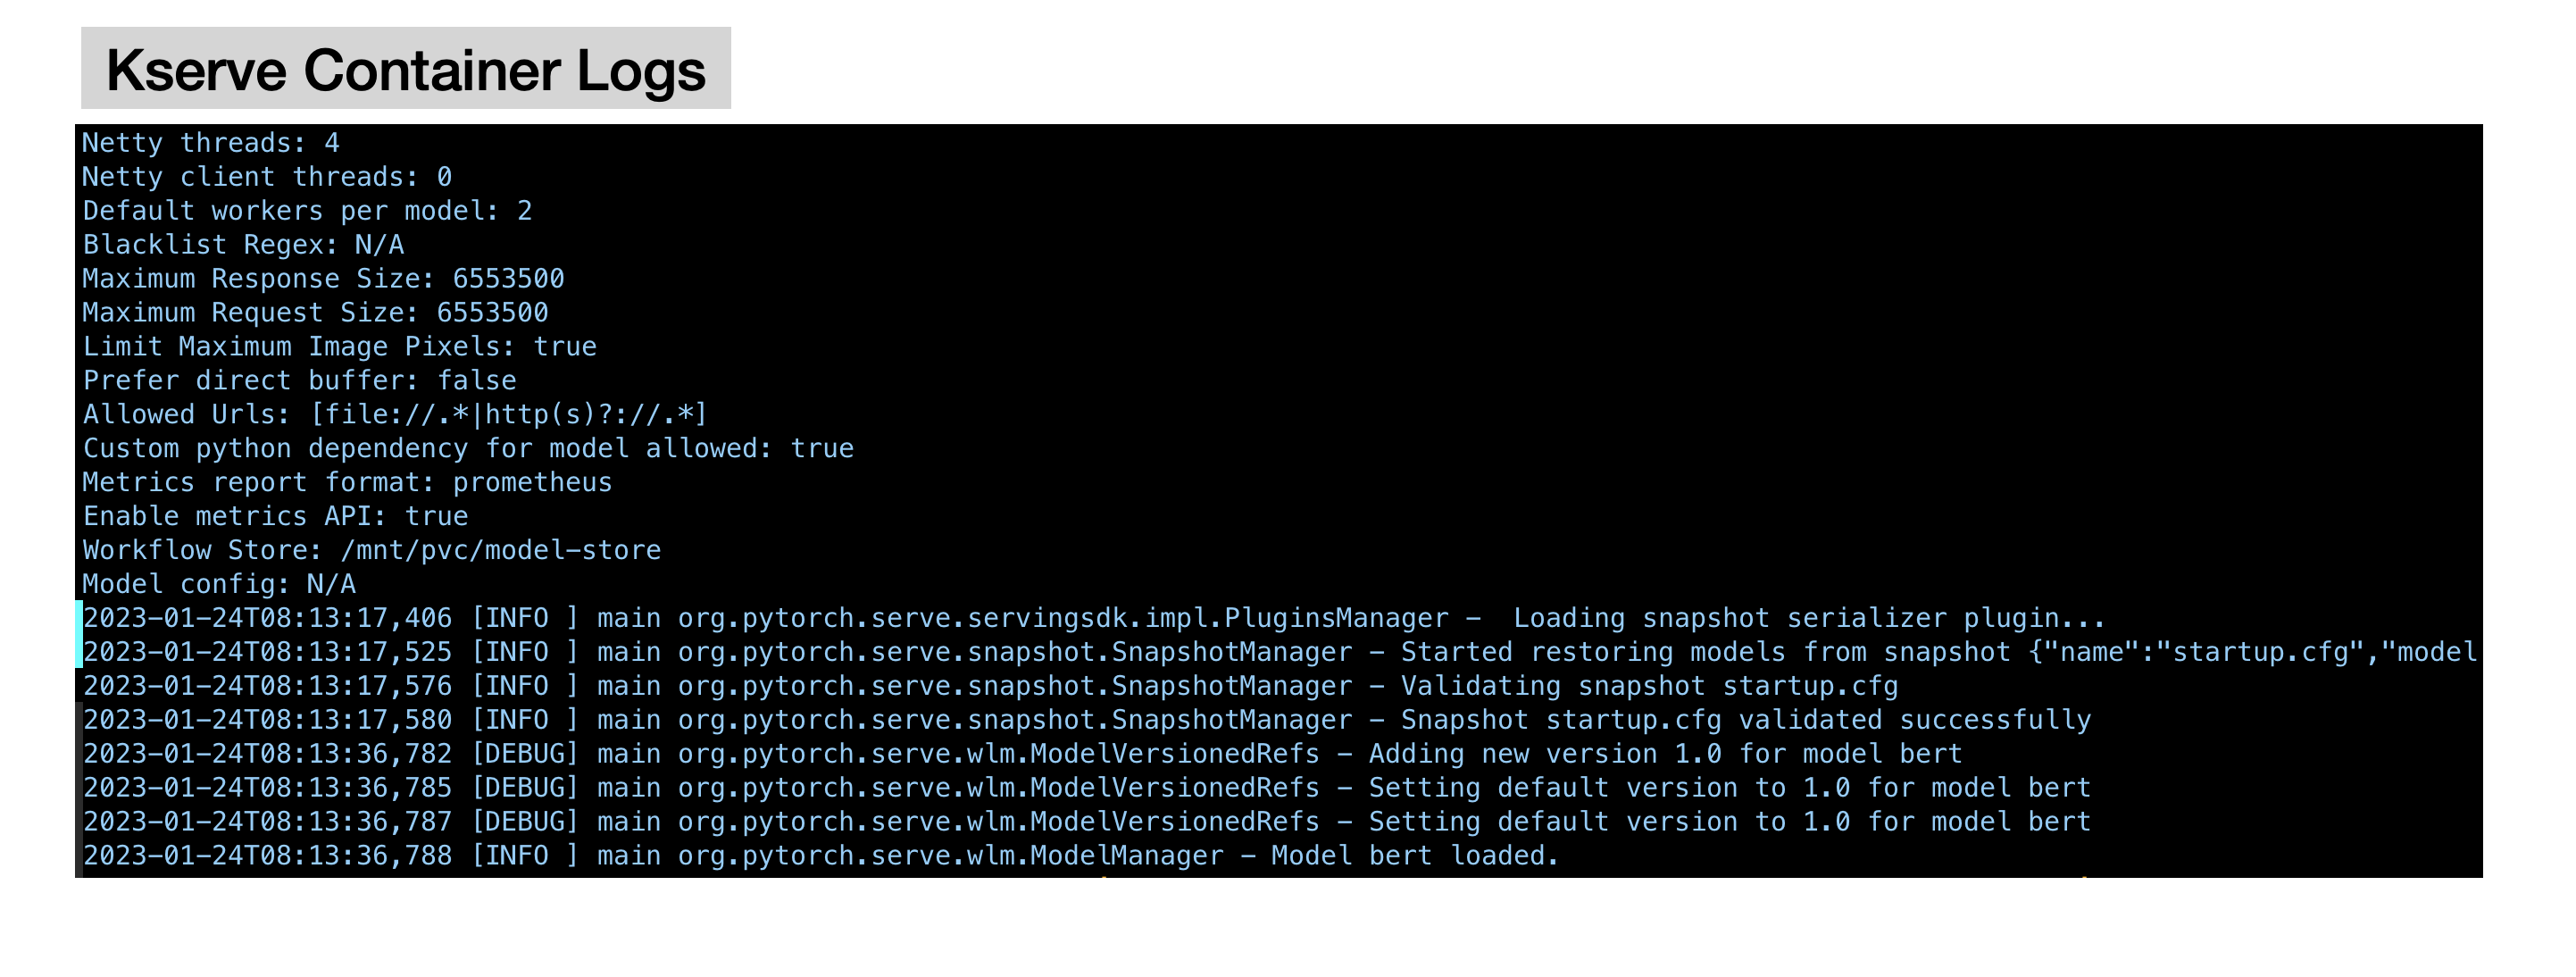 Kserve Container Logs
Netty threads: 4
Netty client threads: 0
Default workers per model: 2
Blacklist Regex: N/A
Maximum Response Size: 6553500
Maximum Request Size: 6553500
Limit Maximum Image Pixels: true
Prefer direct buffer: false
Allowed Urls: [file://.*|http(s)?://.*]
Custom python dependency for model allowed: true
Metrics report format: prometheus
Enable metrics API: true
Workflow Store: /mnt/pvc/model-store
Model config: N/A
2023-01-24T08:13:17,406 [INFO ] main org.pytorch.serve.servingsdk.impl.PluginsManager -  Loading snapshot serializer plugin...
2023-01-24T08:13:17,525 [INFO ] main org.pytorch.serve.snapshot.SnapshotManager - Started restoring models from snapshot {"name":"startup.cfg","model
2023-01-24T08:13:17,576 [INFO ] main org.pytorch.serve.snapshot.SnapshotManager - Validating snapshot startup.cfg
2023-01-24T08:13:17,580 [INFO ] main org.pytorch.serve.snapshot.SnapshotManager - Snapshot startup.cfg validated successfully
2023-01-24T08:13:36,782 [DEBUG] main org.pytorch.serve.wlm.ModelVersionedRefs - Adding new version 1.0 for model bert
2023-01-24T08:13:36,785 [DEBUG] main org.pytorch.serve.wlm.ModelVersionedRefs - Setting default version to 1.0 for model bert
2023-01-24T08:13:36,787 [DEBUG] main org.pytorch.serve.wlm.ModelVersionedRefs - Setting default version to 1.0 for model bert
2023-01-24T08:13:36,788 [INFO ] main org.pytorch.serve.wlm.ModelManager - Model bert loaded.